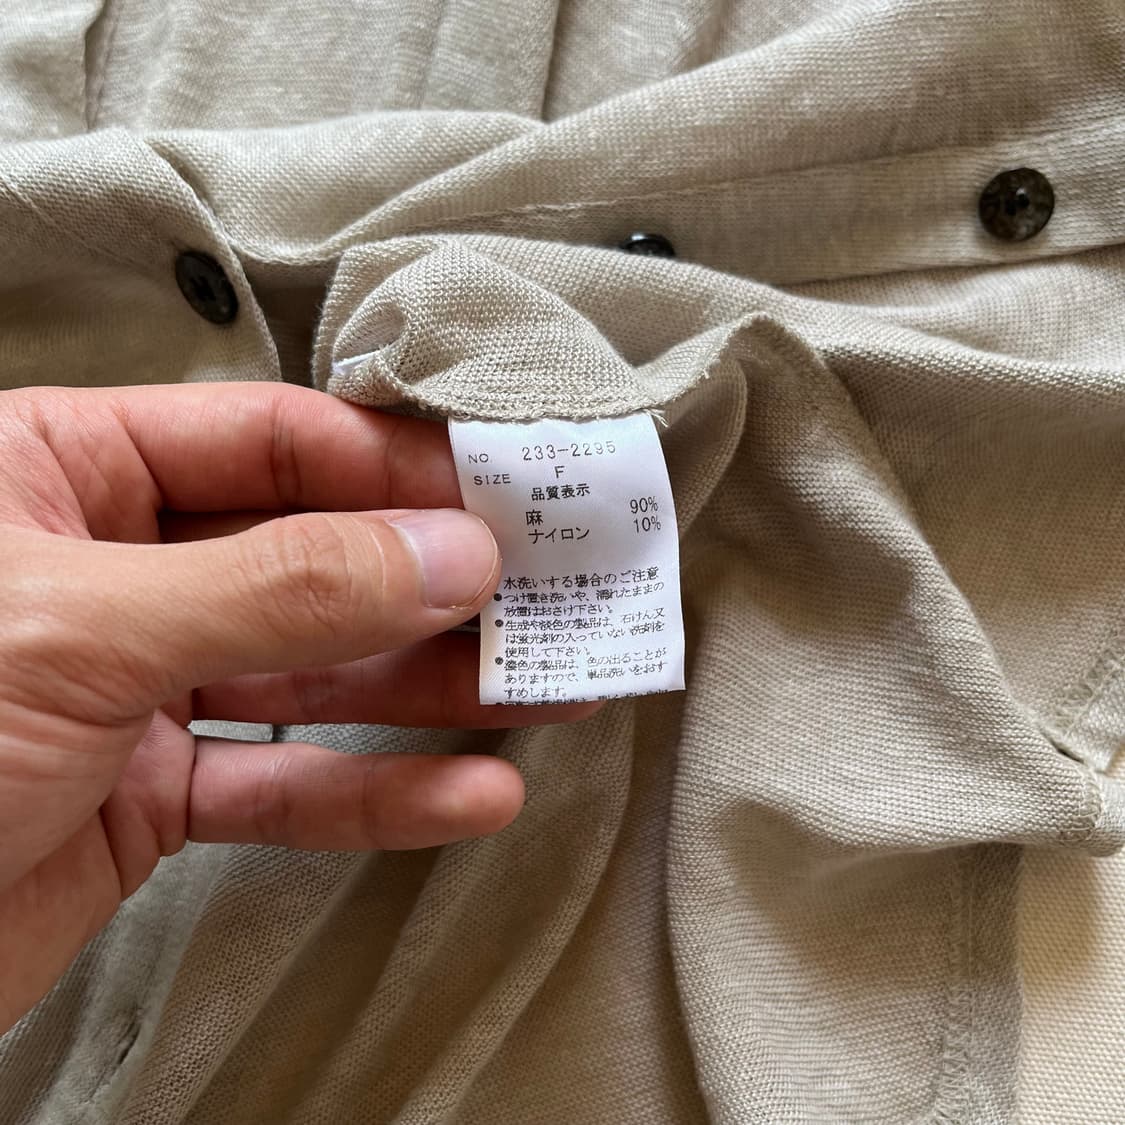 NO. 233-2295
SIZE F
品質表示
麻 90%
ナイロン 10%
水洗いする場合のご注意
●つけ置き洗いや、濡れたままの
放置はおさけ下さい。
●生成や淡色の製品は、石けん又
は蛍光剤の入っていない洗剤を
使用して下さい。
●濃色の製品は、色の出ることが
ありますので、単品洗いをおす
すめします。